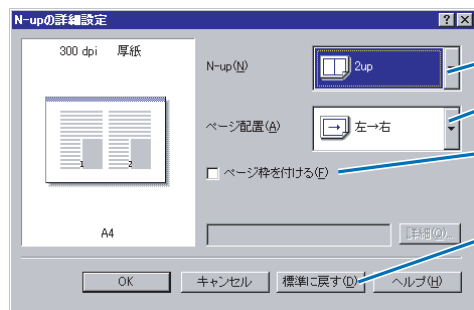 N-upの詳細設定
300 dpi 厚紙
N-up(N) 2up
ページ配置(A) 左→右
ページ枠を付ける(F)
1 2
A4
詳細(O)...
OK キャンセル 標準に戻す(D) ヘルプ(H)